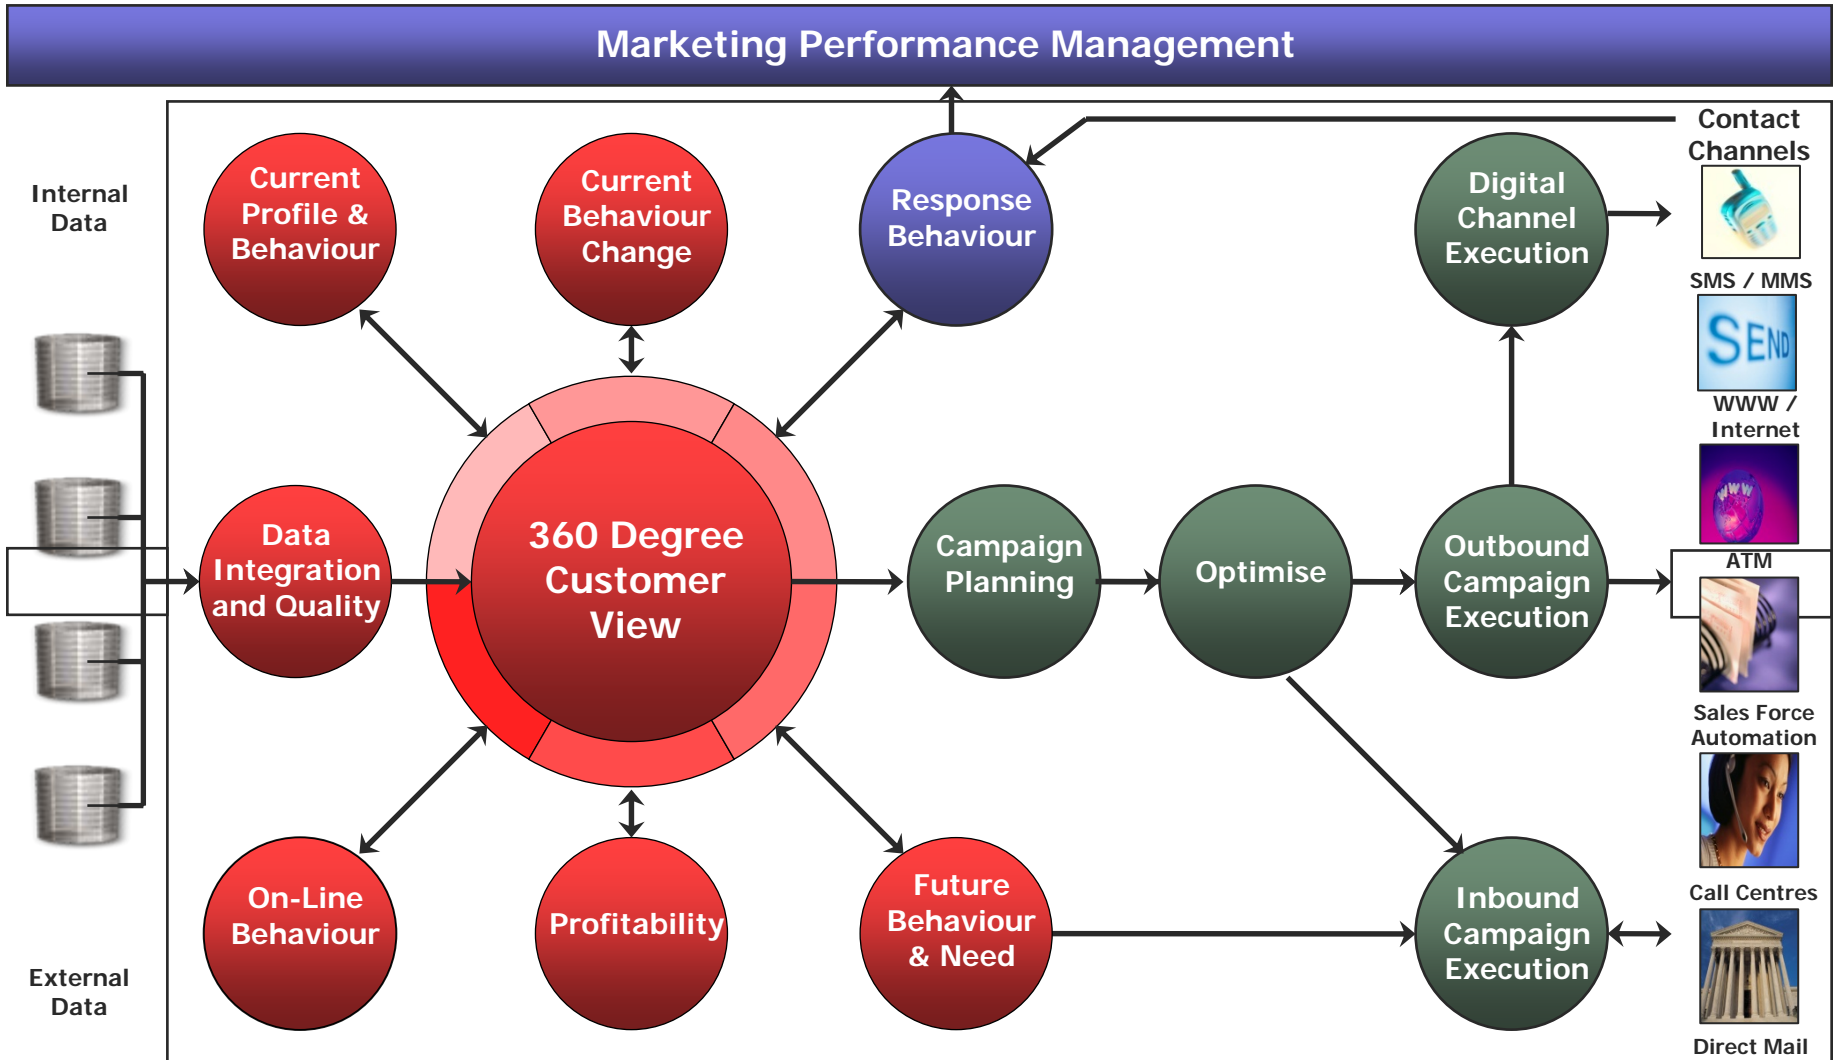 Marketing Performance Management
Internal
Data
External
Data
Current
Profile &
Behaviour
Current
Behaviour
Change
Response
Behaviour
Digital
Channel
Execution
Data
Integration
and Quality
360 Degree
Customer
View
Campaign
Planning
Optimise
Outbound
Campaign
Execution
On-Line
Behaviour
Profitability
Future
Behaviour
& Need
Inbound
Campaign
Execution
Contact
Channels
SMS / MMS
SEND
WWW /
Internet
WWW
ATM
Sales Force
Automation
Call Centres
Direct Mail